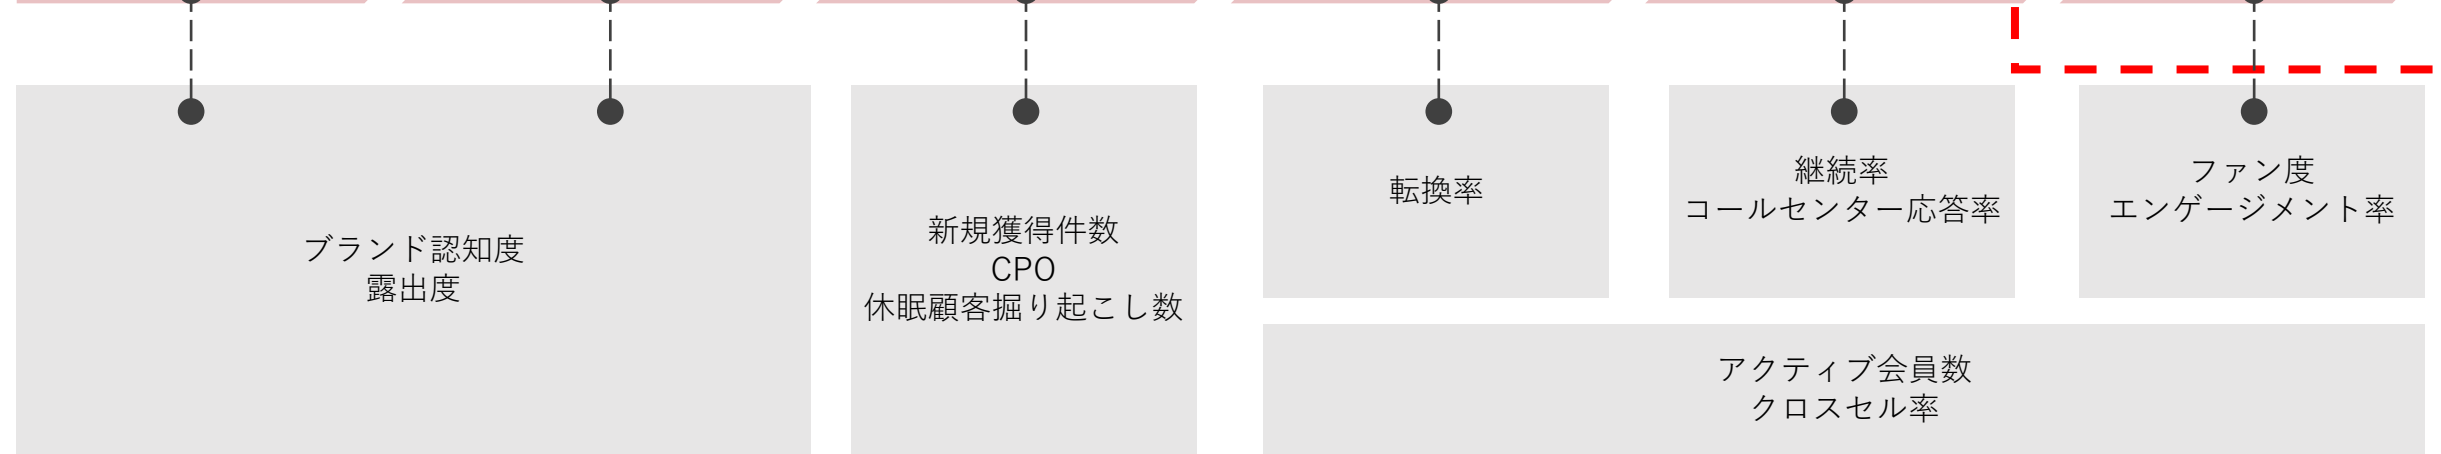 ブランド認知度
露出度
新規獲得件数
CPO
休眠顧客掘り起こし数
転換率
継続率
コールセンター応答率
ファン度
エンゲージメント率
アクティブ会員数
クロスセル率